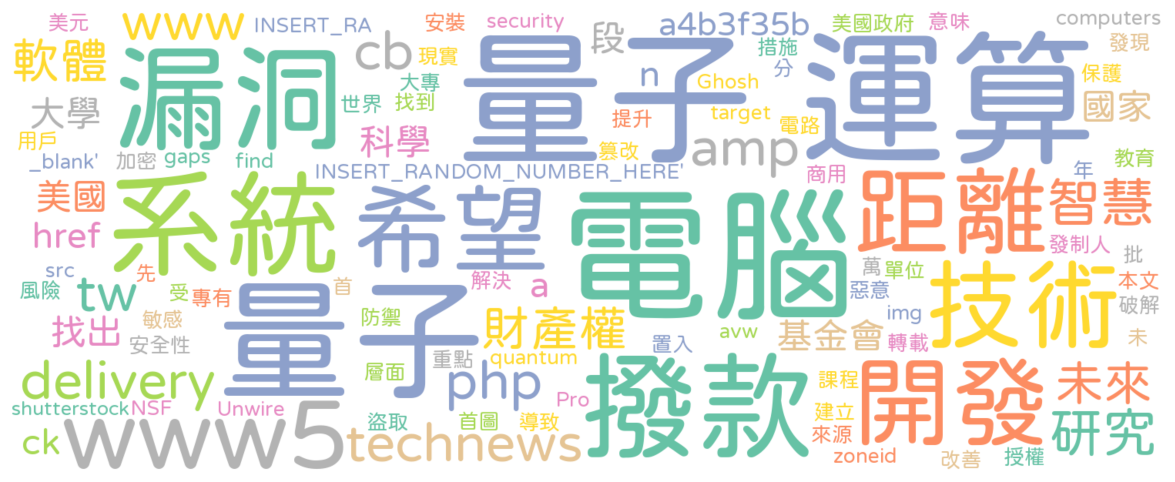 美元
INSERT_RA
安裝
security
a4b3f35b
美國政府
意味
computers
www
cb
段
措施
發現
軟體
漏洞
現實
量子運算
n
Ghosh
分
保護
大專
世界
找到
target
國家
大學
提升
電路
用戶
科學
篡改
amp
_blank'
加密
gaps
find
INSERT_RANDOM_NUMBER_HERE'
商用
年
教育
美國
系統
希望
電腦
距離
智慧
href
發制人
src
先
解決
a
萬
單位
批
風險
tw
受
專有
首
惡意
技術
本文
破解
找出
敏感
量子
防禦
財產權
avw
基金會
img
轉載
未
安全性
重點
quantum
置入
層面
delivery
php
撥款
課程
開發
未來
shutterstock
NSF
Unwire
盜取
首圖
導致
Pro
建立
研究
ck
www5
technews
來源
zoneid
改善
授權